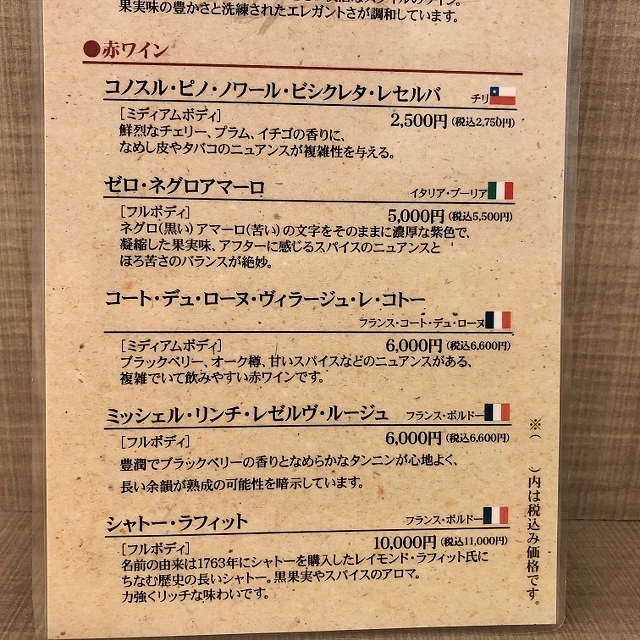 果実味の豊かさと洗練されたエレガントさが調和しています。
●赤ワイン
コノスル・ピノ・ノワール・ビシクレタ・レセルバ チリ
[ミディアムボディ] 2,500円(税込2,750円)
鮮烈なチェリー、プラム、イチゴの香りに、
なめし皮やタバコのニュアンスが複雑性を与える。
ゼロ・ネグロアマーロ イタリア・プーリア
[フルボディ] 5,000円(税込5,500円)
ネグロ(黒い)アマーロ(苦い)の文字をそのままに濃厚な紫色で、
凝縮した果実味、アフターに感じるスパイスのニュアンスと
ほろ苦さのバランスが絶妙。
コート・デュ・ローヌ・ヴィラージュ・レ・コトー
フランス・コート・デュ・ローヌ
[ミディアムボディ] 6,000円(税込6,600円)
ブラックベリー、オーク樽、甘いスパイスなどのニュアンスがある、
複雑でいて飲みやすい赤ワインです。
ミッシェル・リンチ・レゼルヴ・ルージュ フランス・ボルドー
[フルボディ] 6,000円(税込6,600円)
豊潤でブラックベリーの香りとなめらかなタンニンが心地よく、
長い余韻が熟成の可能性を暗示しています。
シャトー・ラフィット フランス・ボルドー
[フルボディ] 10,000円(税込11,000円)
名前の由来は1763年にシャトーを購入したレイモンド・ラフィット氏に
ちなむ歴史の長いシャトー。黒果実やスパイスのアロマ。
力強くリッチな味わいです。
※( )内は税込み価格です。